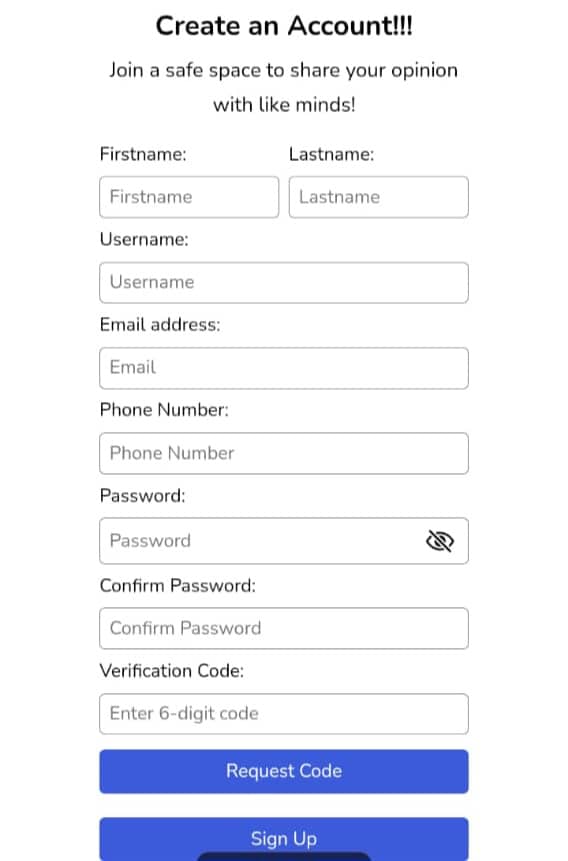 Create an Account!!!
Join a safe space to share your opinion
with like minds!
Firstname: Lastname:
Firstname Lastname
Username:
Username
Email address:
Email
Phone Number:
Phone Number
Password:
Password
Confirm Password:
Confirm Password
Verification Code:
Enter 6-digit code
Request Code
Sign Up